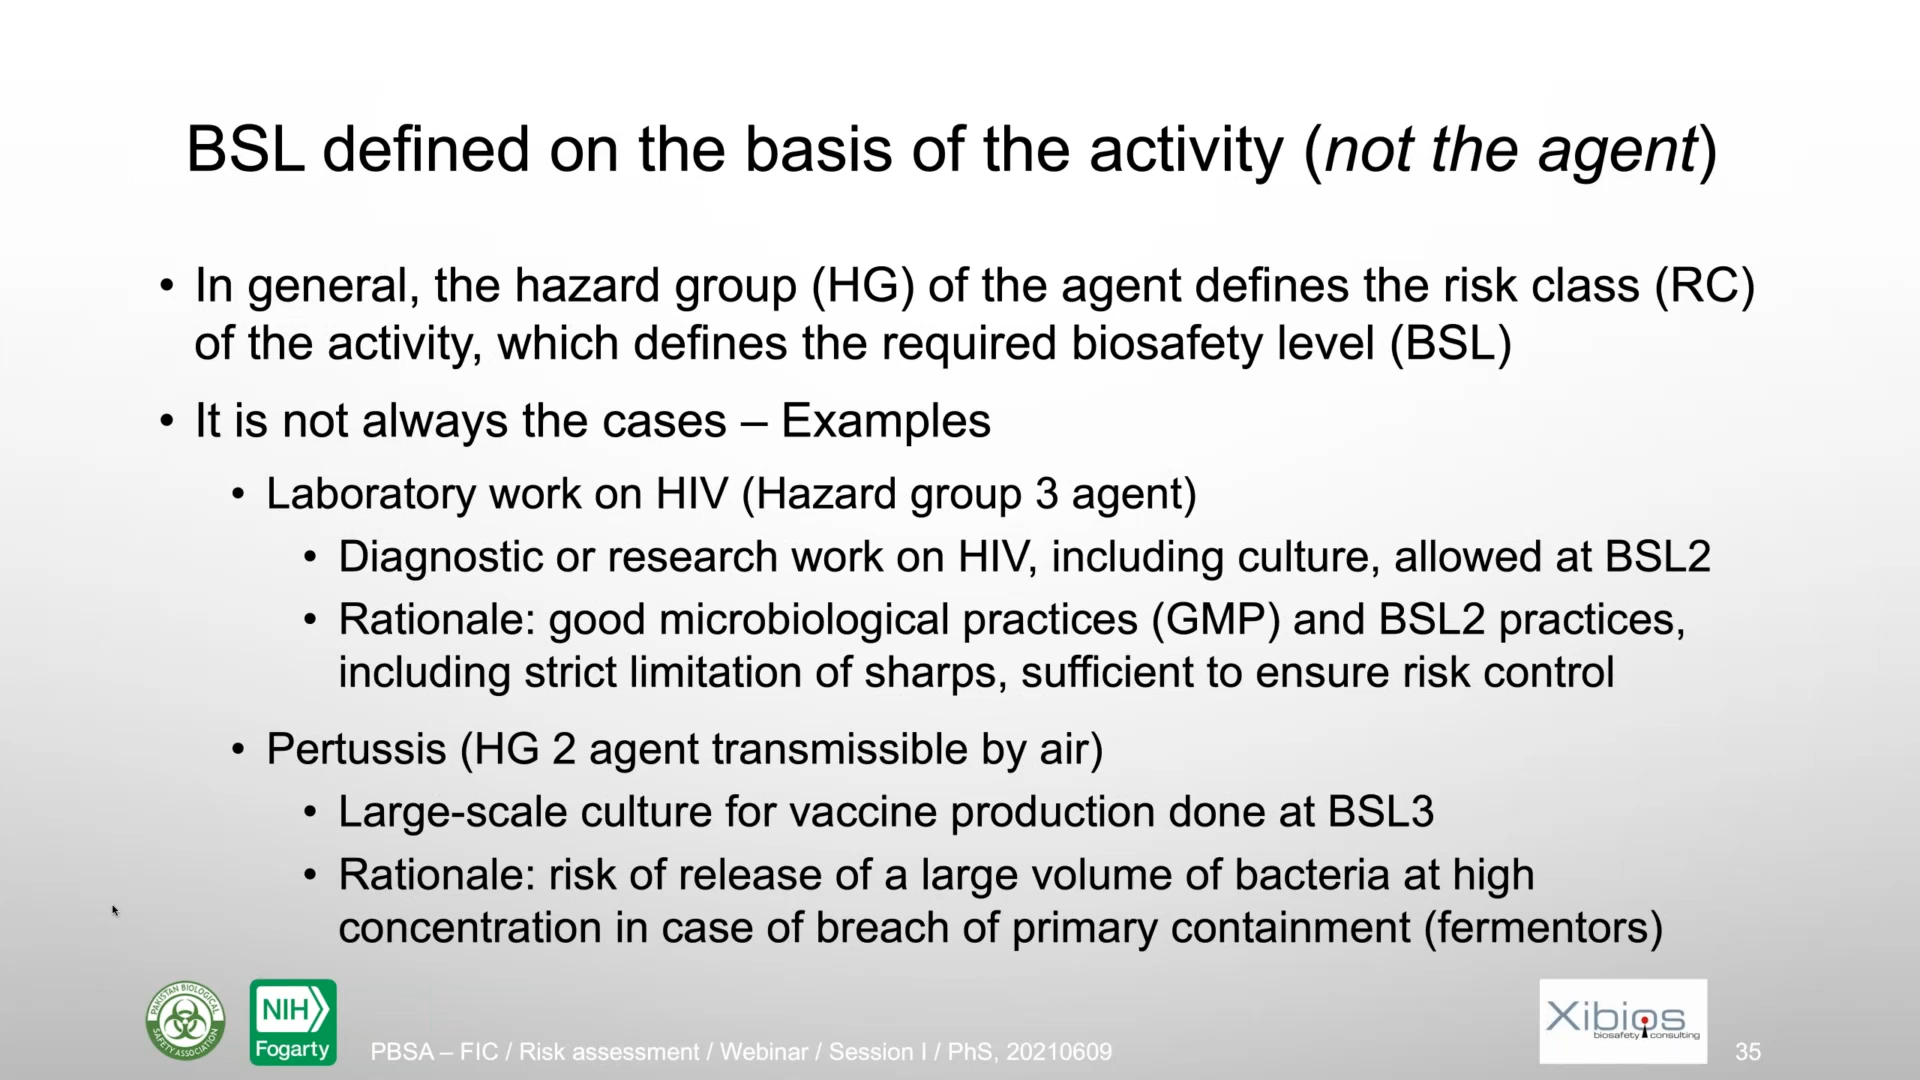 BSL defined on the basis of the activity (not the agent)
• In general, the hazard group (HG) of the agent defines the risk class (RC)
of the activity, which defines the required biosafety level (BSL)
• It is not always the cases – Examples
• Laboratory work on HIV (Hazard group 3 agent)
• Diagnostic or research work on HIV, including culture, allowed at BSL2
• Rationale: good microbiological practices (GMP) and BSL2 practices,
including strict limitation of sharps, sufficient to ensure risk control
• Pertussis (HG 2 agent transmissible by air)
• Large-scale culture for vaccine production done at BSL3
• Rationale: risk of release of a large volume of bacteria at high
concentration in case of breach of primary containment (fermentors)
PAKISTAN BIOLOGICAL
SAFETY ASSOCIATION
NIH
Fogarty
PBSA – FIC / Risk assessment / Webinar / Session I / PhS, 20210609
Xibios
biosafety consulting
35